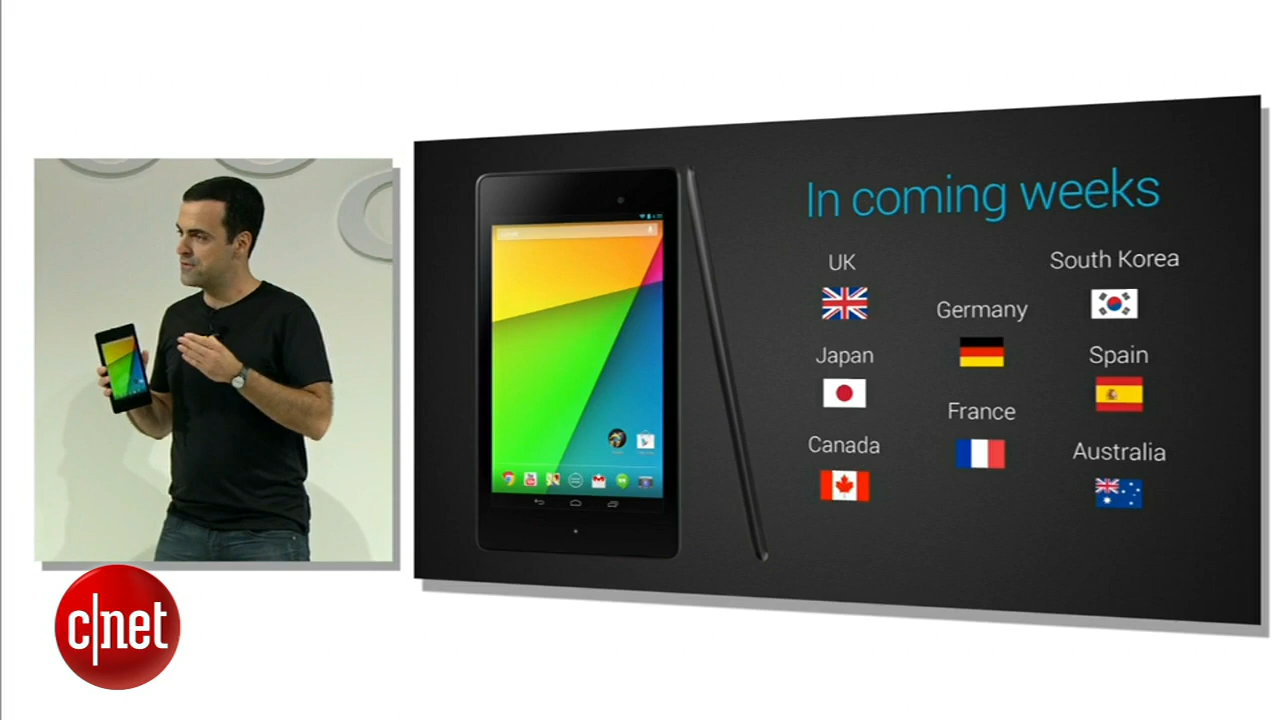 In coming weeks
UK
South Korea
Germany
Japan
Spain
France
Canada
Australia
c|net